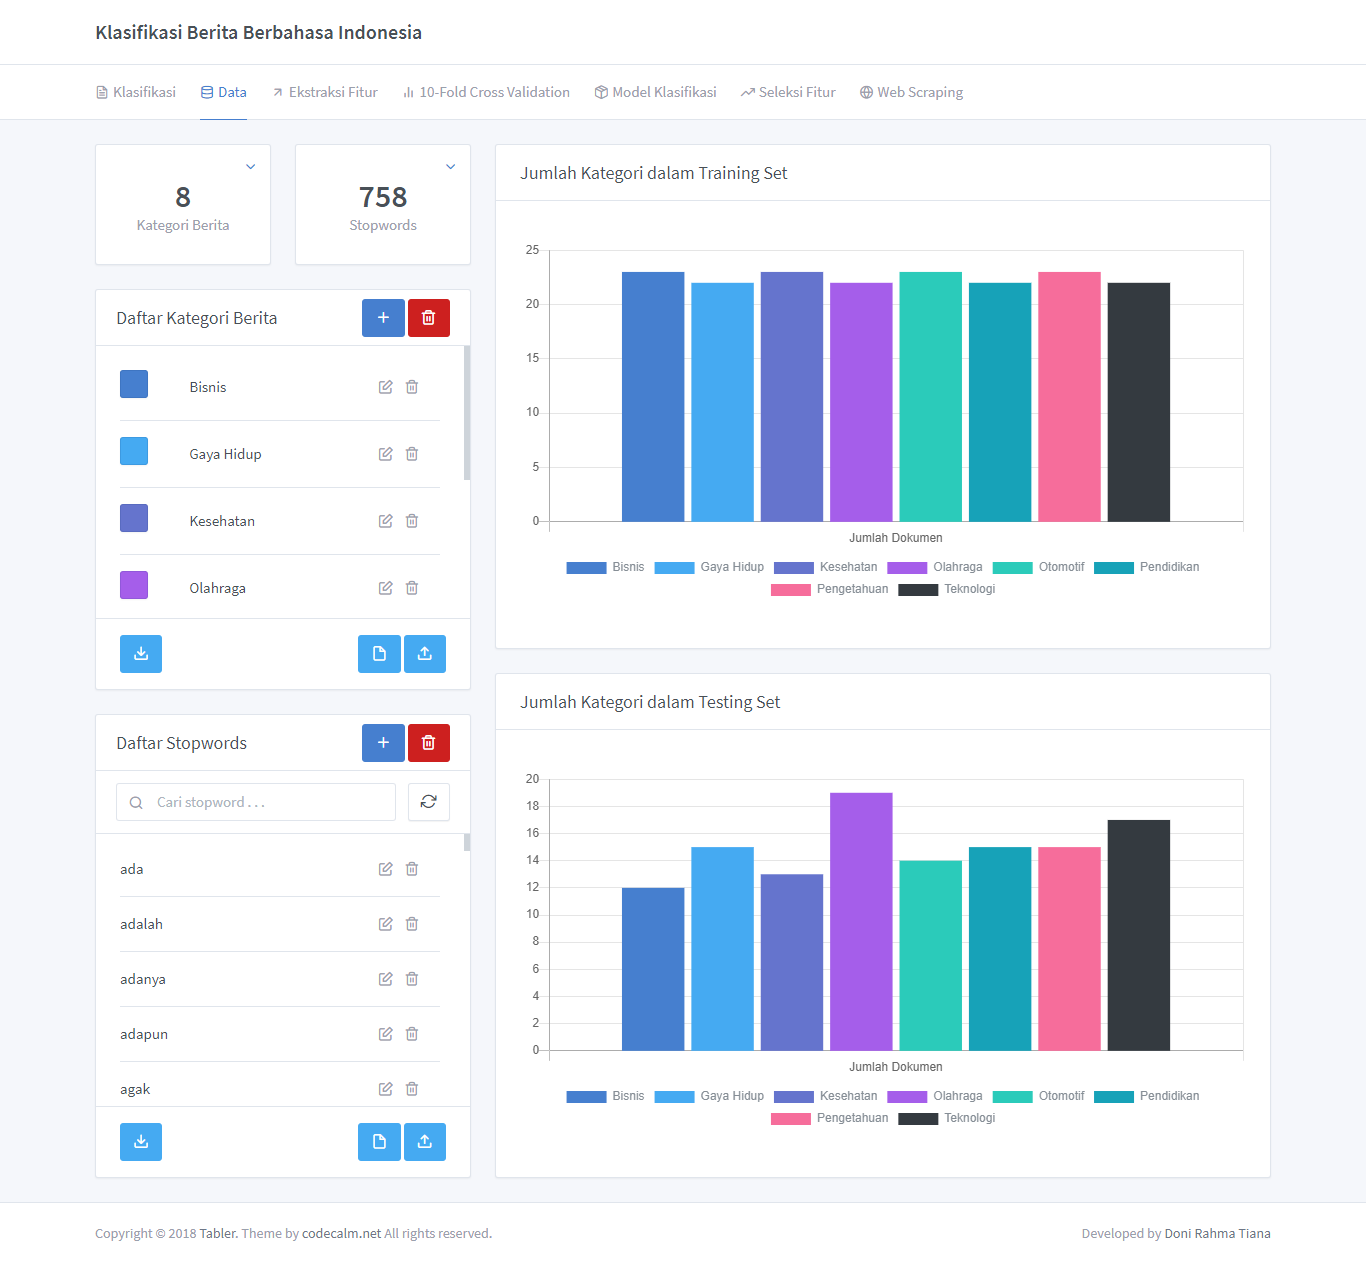 Klasifikasi Berita Berbahasa Indonesia
Klasifikasi Data Ekstraksi Fitur 10-Fold Cross Validation Model Klasifikasi Seleksi Fitur Web Scraping
8
Kategori Berita
758
Stopwords
Daftar Kategori Berita
Bisnis
Gaya Hidup
Kesehatan
Olahraga
Daftar Stopwords
Cari stopword . . .
ada
adalah
adanya
adapun
agak
Jumlah Kategori dalam Training Set
25
20
15
10
5
0
Jumlah Dokumen
Bisnis Gaya Hidup Kesehatan Olahraga Otomotif Pendidikan
Pengetahuan Teknologi
Jumlah Kategori dalam Testing Set
20
18
16
14
12
10
8
6
4
2
0
Jumlah Dokumen
Bisnis Gaya Hidup Kesehatan Olahraga Otomotif Pendidikan
Pengetahuan Teknologi
Copyright © 2018 Tabler. Theme by codecalm.net All rights reserved.
Developed by Doni Rahma Tiana